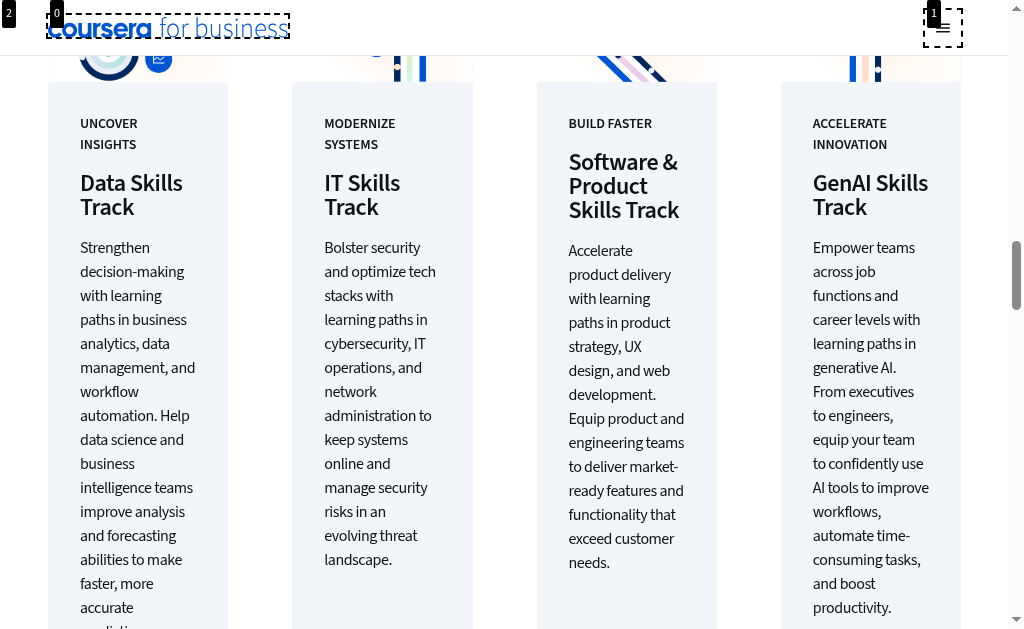 2
0
coursera for business
1
UNCOVER
INSIGHTS
Data Skills
Track
Strengthen
decision-making
with learning
paths in business
analytics, data
management, and
workflow
automation. Help
data science and
business
intelligence teams
improve analysis
and forecasting
abilities to make
faster, more
accurate
MODERNIZE
SYSTEMS
IT Skills
Track
Bolster security
and optimize tech
stacks with
learning paths in
cybersecurity, IT
operations, and
network
administration to
keep systems
online and
manage security
risks in an
evolving threat
landscape.
BUILD FASTER
Software &
Product
Skills Track
Accelerate
product delivery
with learning
paths in product
strategy, UX
design, and web
development.
Equip product and
engineering teams
to deliver market-
ready features and
functionality that
exceed customer
needs.
ACCELERATE
INNOVATION
GenAI Skills
Track
Empower teams
across job
functions and
career levels with
learning paths in
generative AI.
From executives
to engineers,
equip your team
to confidently use
AI tools to improve
workflows,
automate time-
consuming tasks,
and boost
productivity.